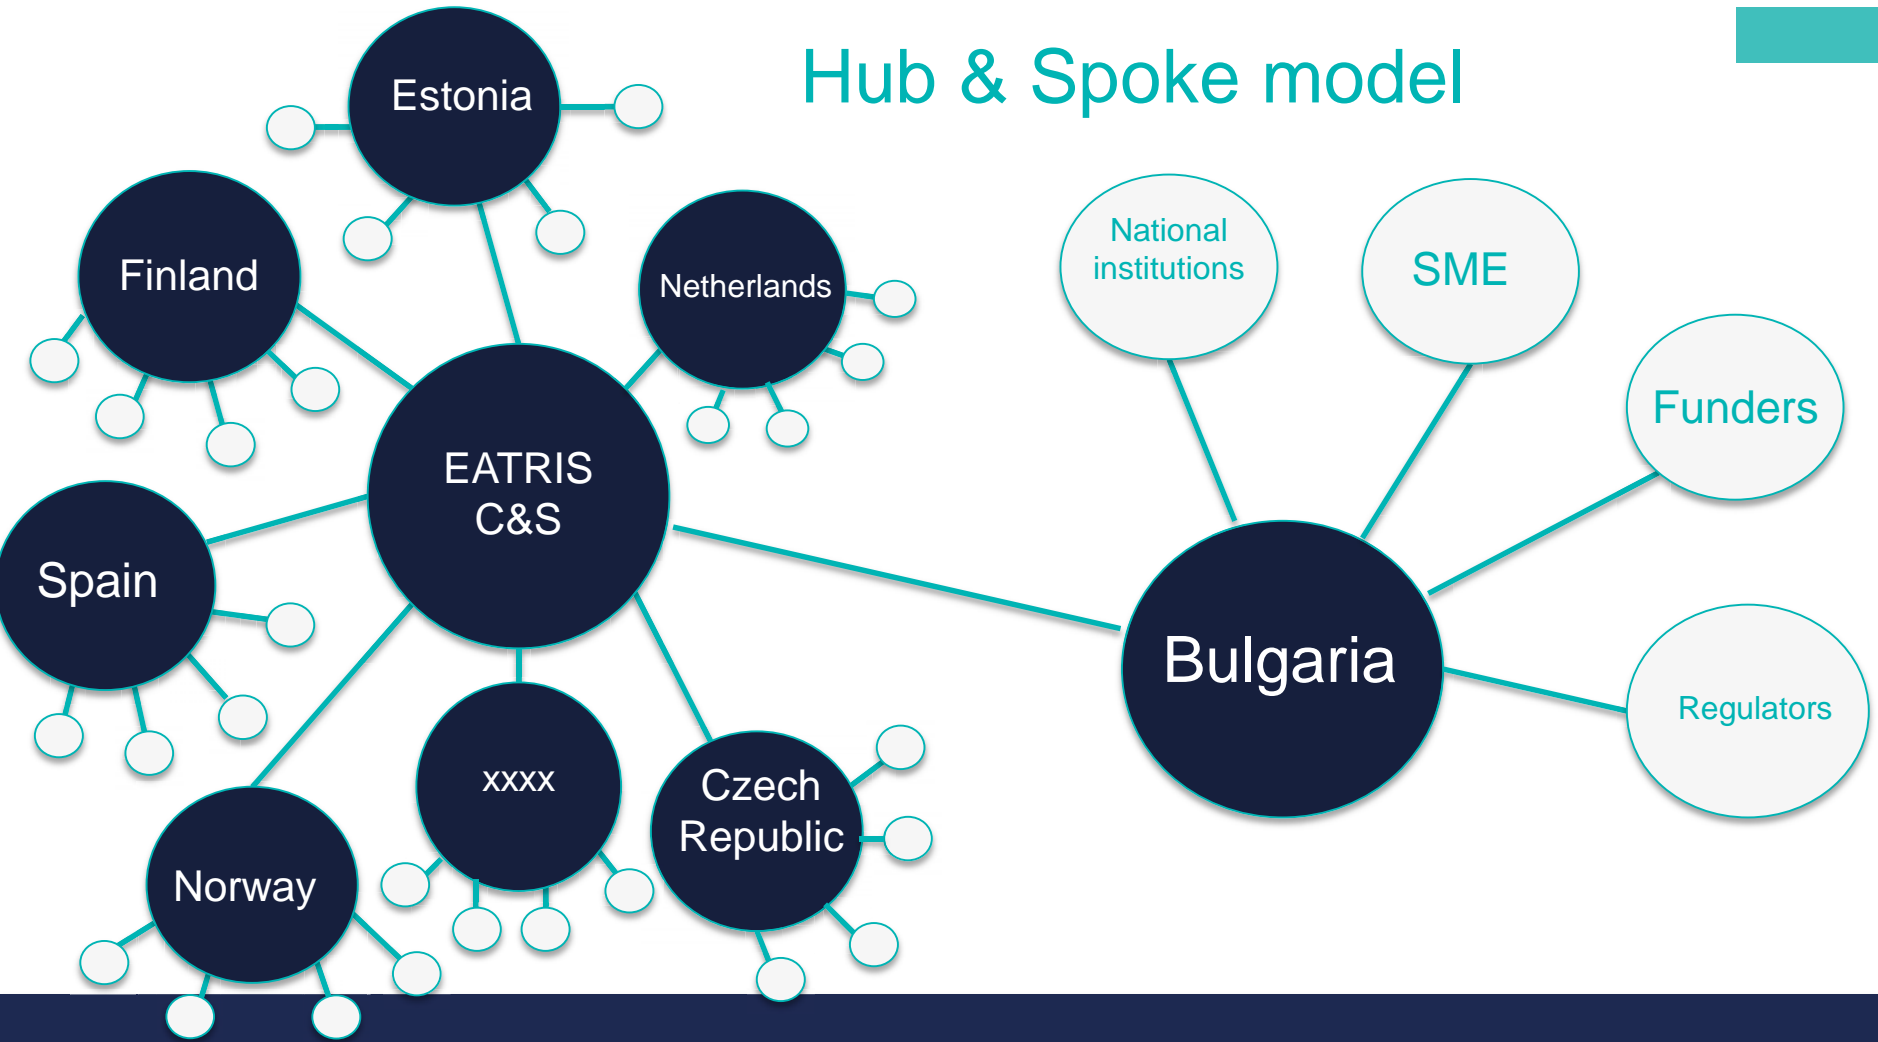 Hub & Spoke model
Estonia
Finland
Netherlands
EATRIS
C&S
Spain
Norway
xxxx
Czech
Republic
National
institutions
SME
Funders
Bulgaria
Regulators